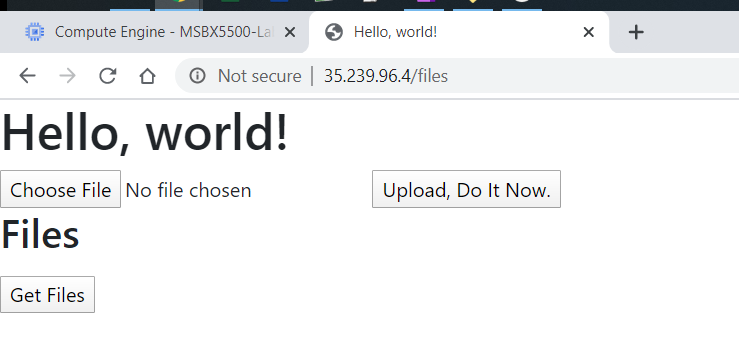 Compute Engine - MSBX5500-La
Hello, world!
Not secure | 35.239.96.4/files
Hello, world!
Choose File No file chosen Upload, Do It Now.
Files
Get Files